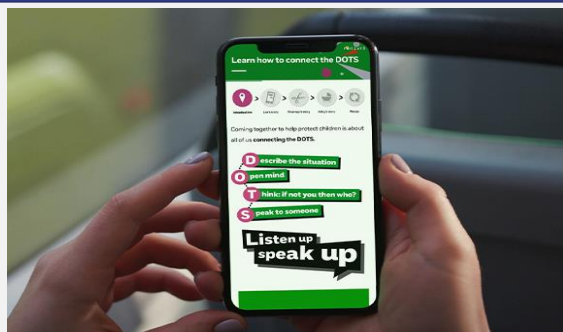 Learn how to connect the DOTS
Introduction
Coming together to help protect children is about
all of us connecting the DOTS.
Describe the situation
Open mind
Think: if not you then who?
Speak to someone
Listen up
speak up